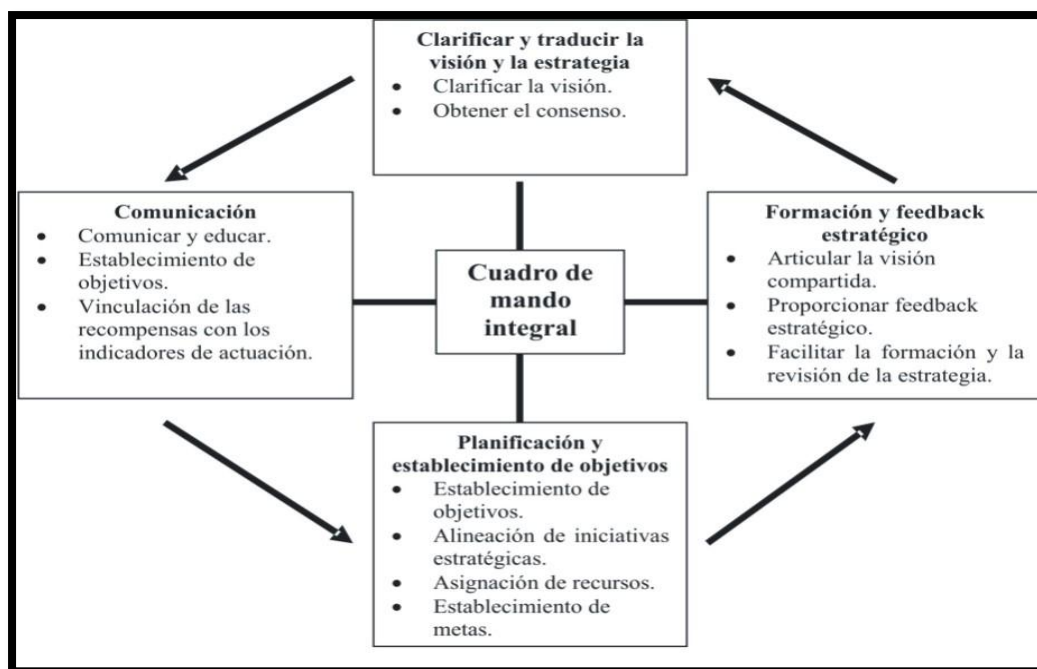 Clarificar y traducir la
visión y la estrategia
• Clarificar la visión.
• Obtener el consenso.
Comunicación
• Comunicar y educar.
• Establecimiento de
objetivos.
• Vinculación de las
recompensas con los
indicadores de actuación.
Cuadro de
mando
integral
Formación y feedback
estratégico
• Articular la visión
compartida.
• Proporcionar feedback
estratégico.
• Facilitar la formación y la
revisión de la estrategia.
Planificación y
establecimiento de objetivos
• Establecimiento de
objetivos.
• Alineación de iniciativas
estratégicas.
• Asignación de recursos.
• Establecimiento de
metas.